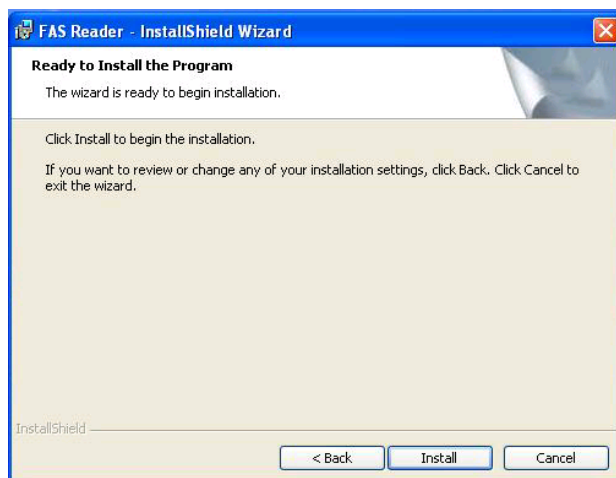 FAS Reader - InstallShield Wizard
Ready to Install the Program
The wizard is ready to begin installation.
Click Install to begin the installation.
If you want to review or change any of your installation settings, click Back. Click Cancel to
exit the wizard.
InstallShield
< Back Install Cancel